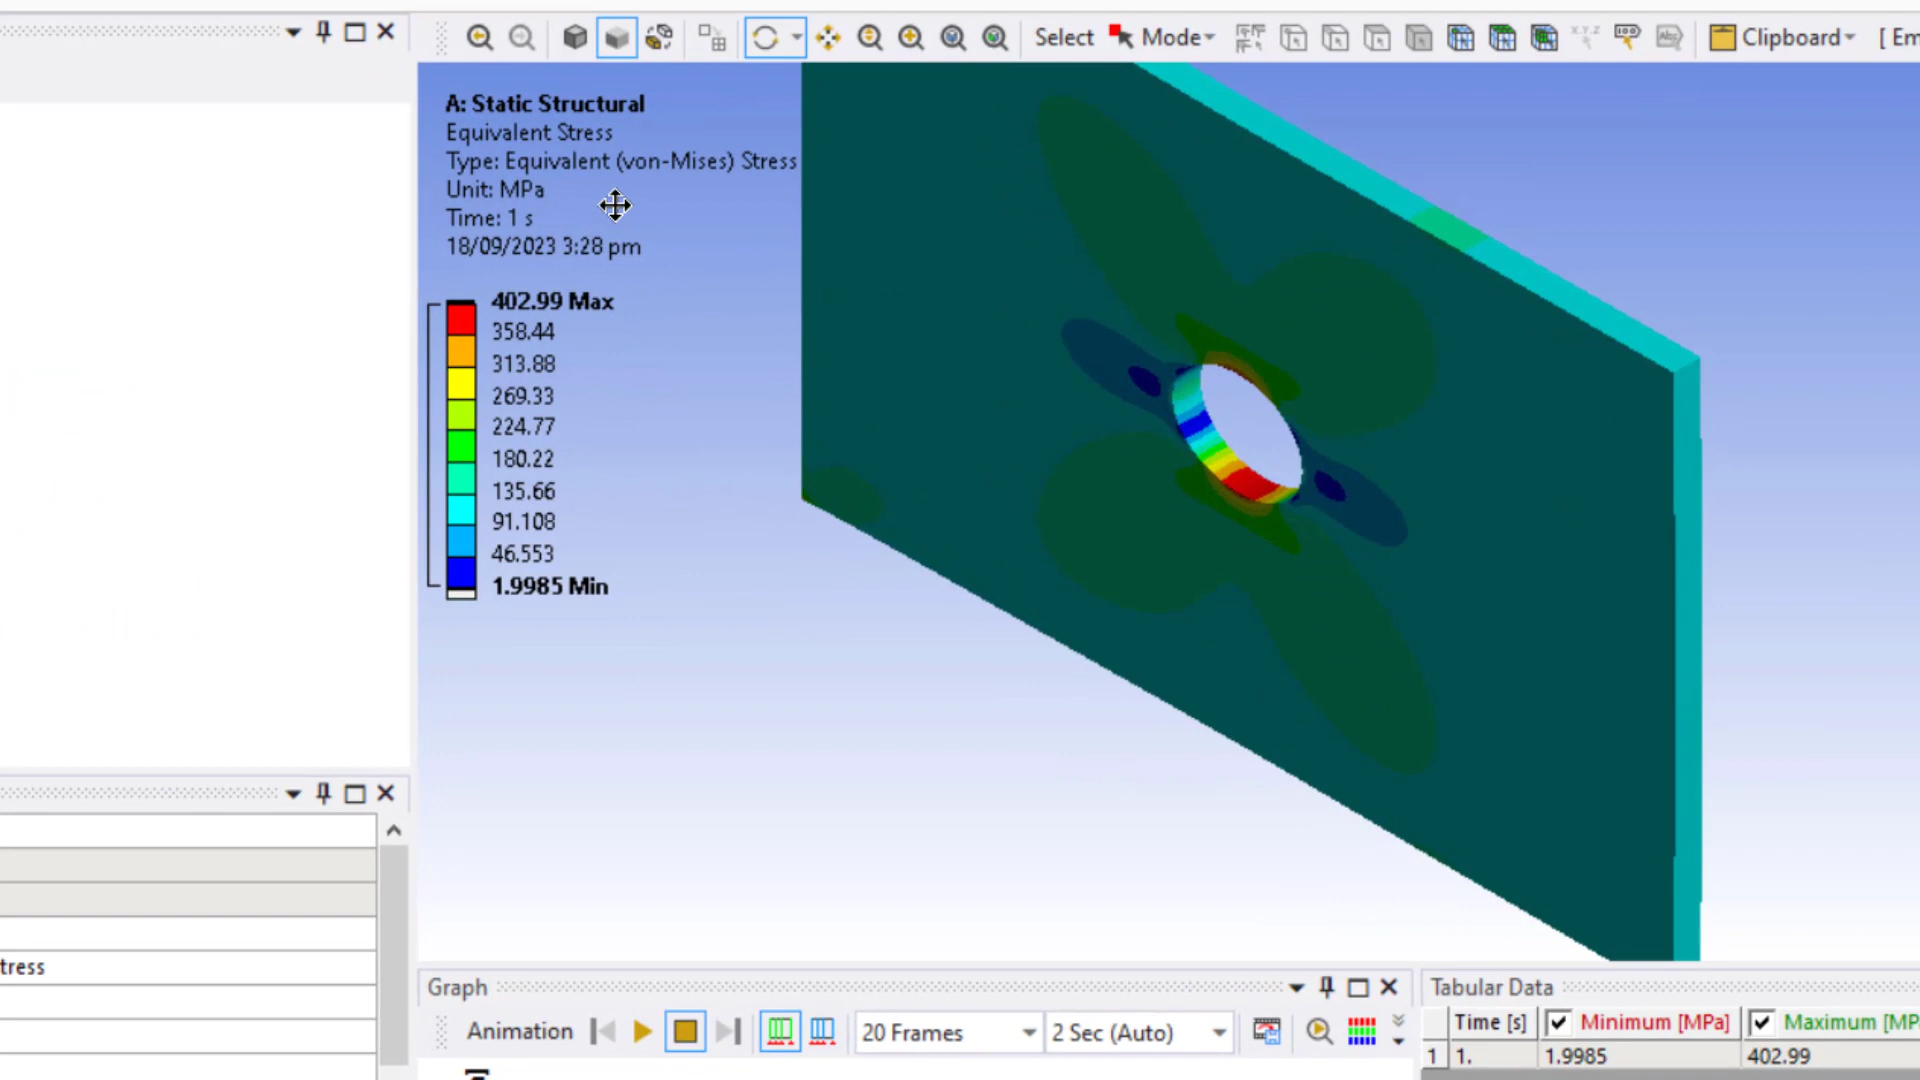 Select Mode Clipboard [ Em
A: Static Structural
Equivalent Stress
Type: Equivalent (von-Mises) Stress
Unit: MPa
Time: 1 s
18/09/2023 3:28 pm
402.99 Max
358.44
313.88
269.33
224.77
180.22
135.66
91.108
46.553
1.9985 Min
tress
Graph
Animation 20 Frames 2 Sec (Auto)
Tabular Data
Time [s] Minimum [MPa] Maximum [MP
1 1. 1.9985 402.99